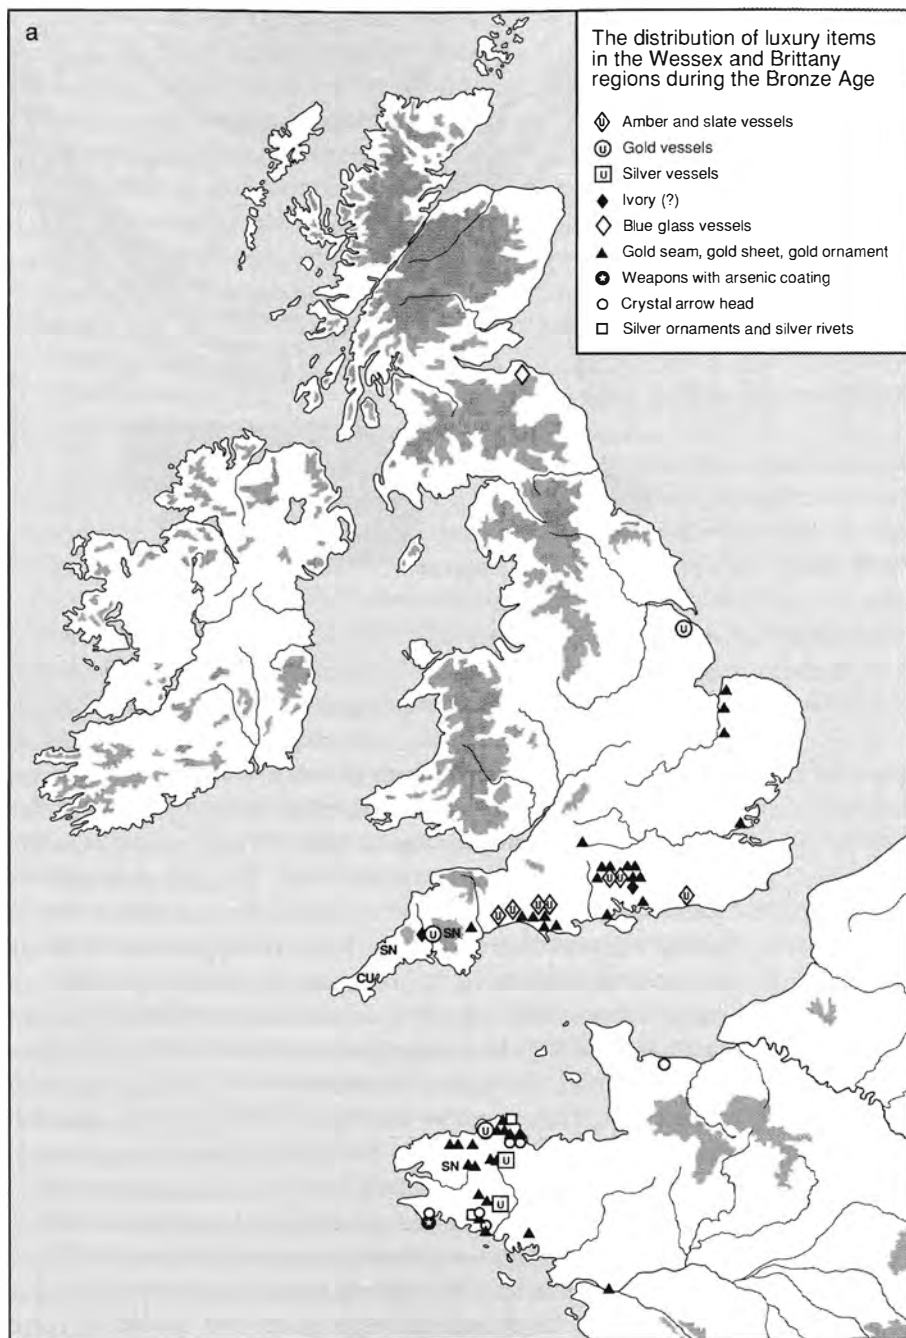 a
The distribution of luxury items
in the Wessex and Brittany
regions during the Bronze Age
U Amber and slate vessels
U Gold vessels
U Silver vessels
Ivory (?)
Blue glass vessels
Gold seam, gold sheet, gold ornament
Weapons with arsenic coating
Crystal arrow head
Silver ornaments and silver rivets
U
U U
U
U U
U
U
U SN
SN
CU
U
U
SN
U